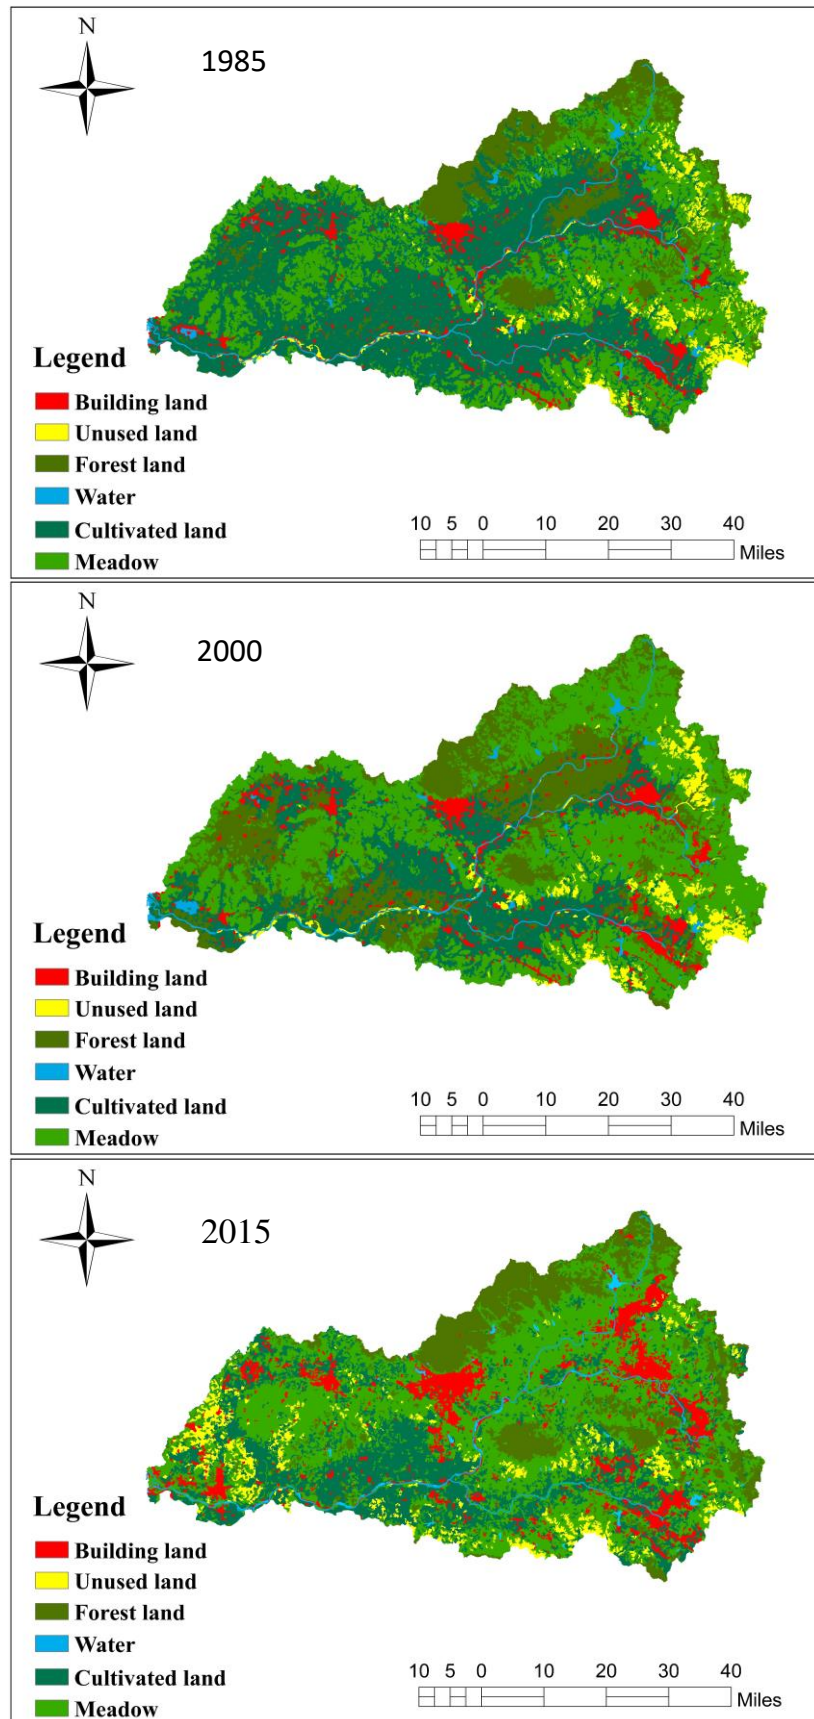 N
1985
Legend
Building land
Unused land
Forest land
Water
Cultivated land
Meadow
10 5 0 10 20 30 40
Miles
N
2000
Legend
Building land
Unused land
Forest land
Water
Cultivated land
Meadow
10 5 0 10 20 30 40
Miles
N
2015
Legend
Building land
Unused land
Forest land
Water
Cultivated land
Meadow
10 5 0 10 20 30 40
Miles